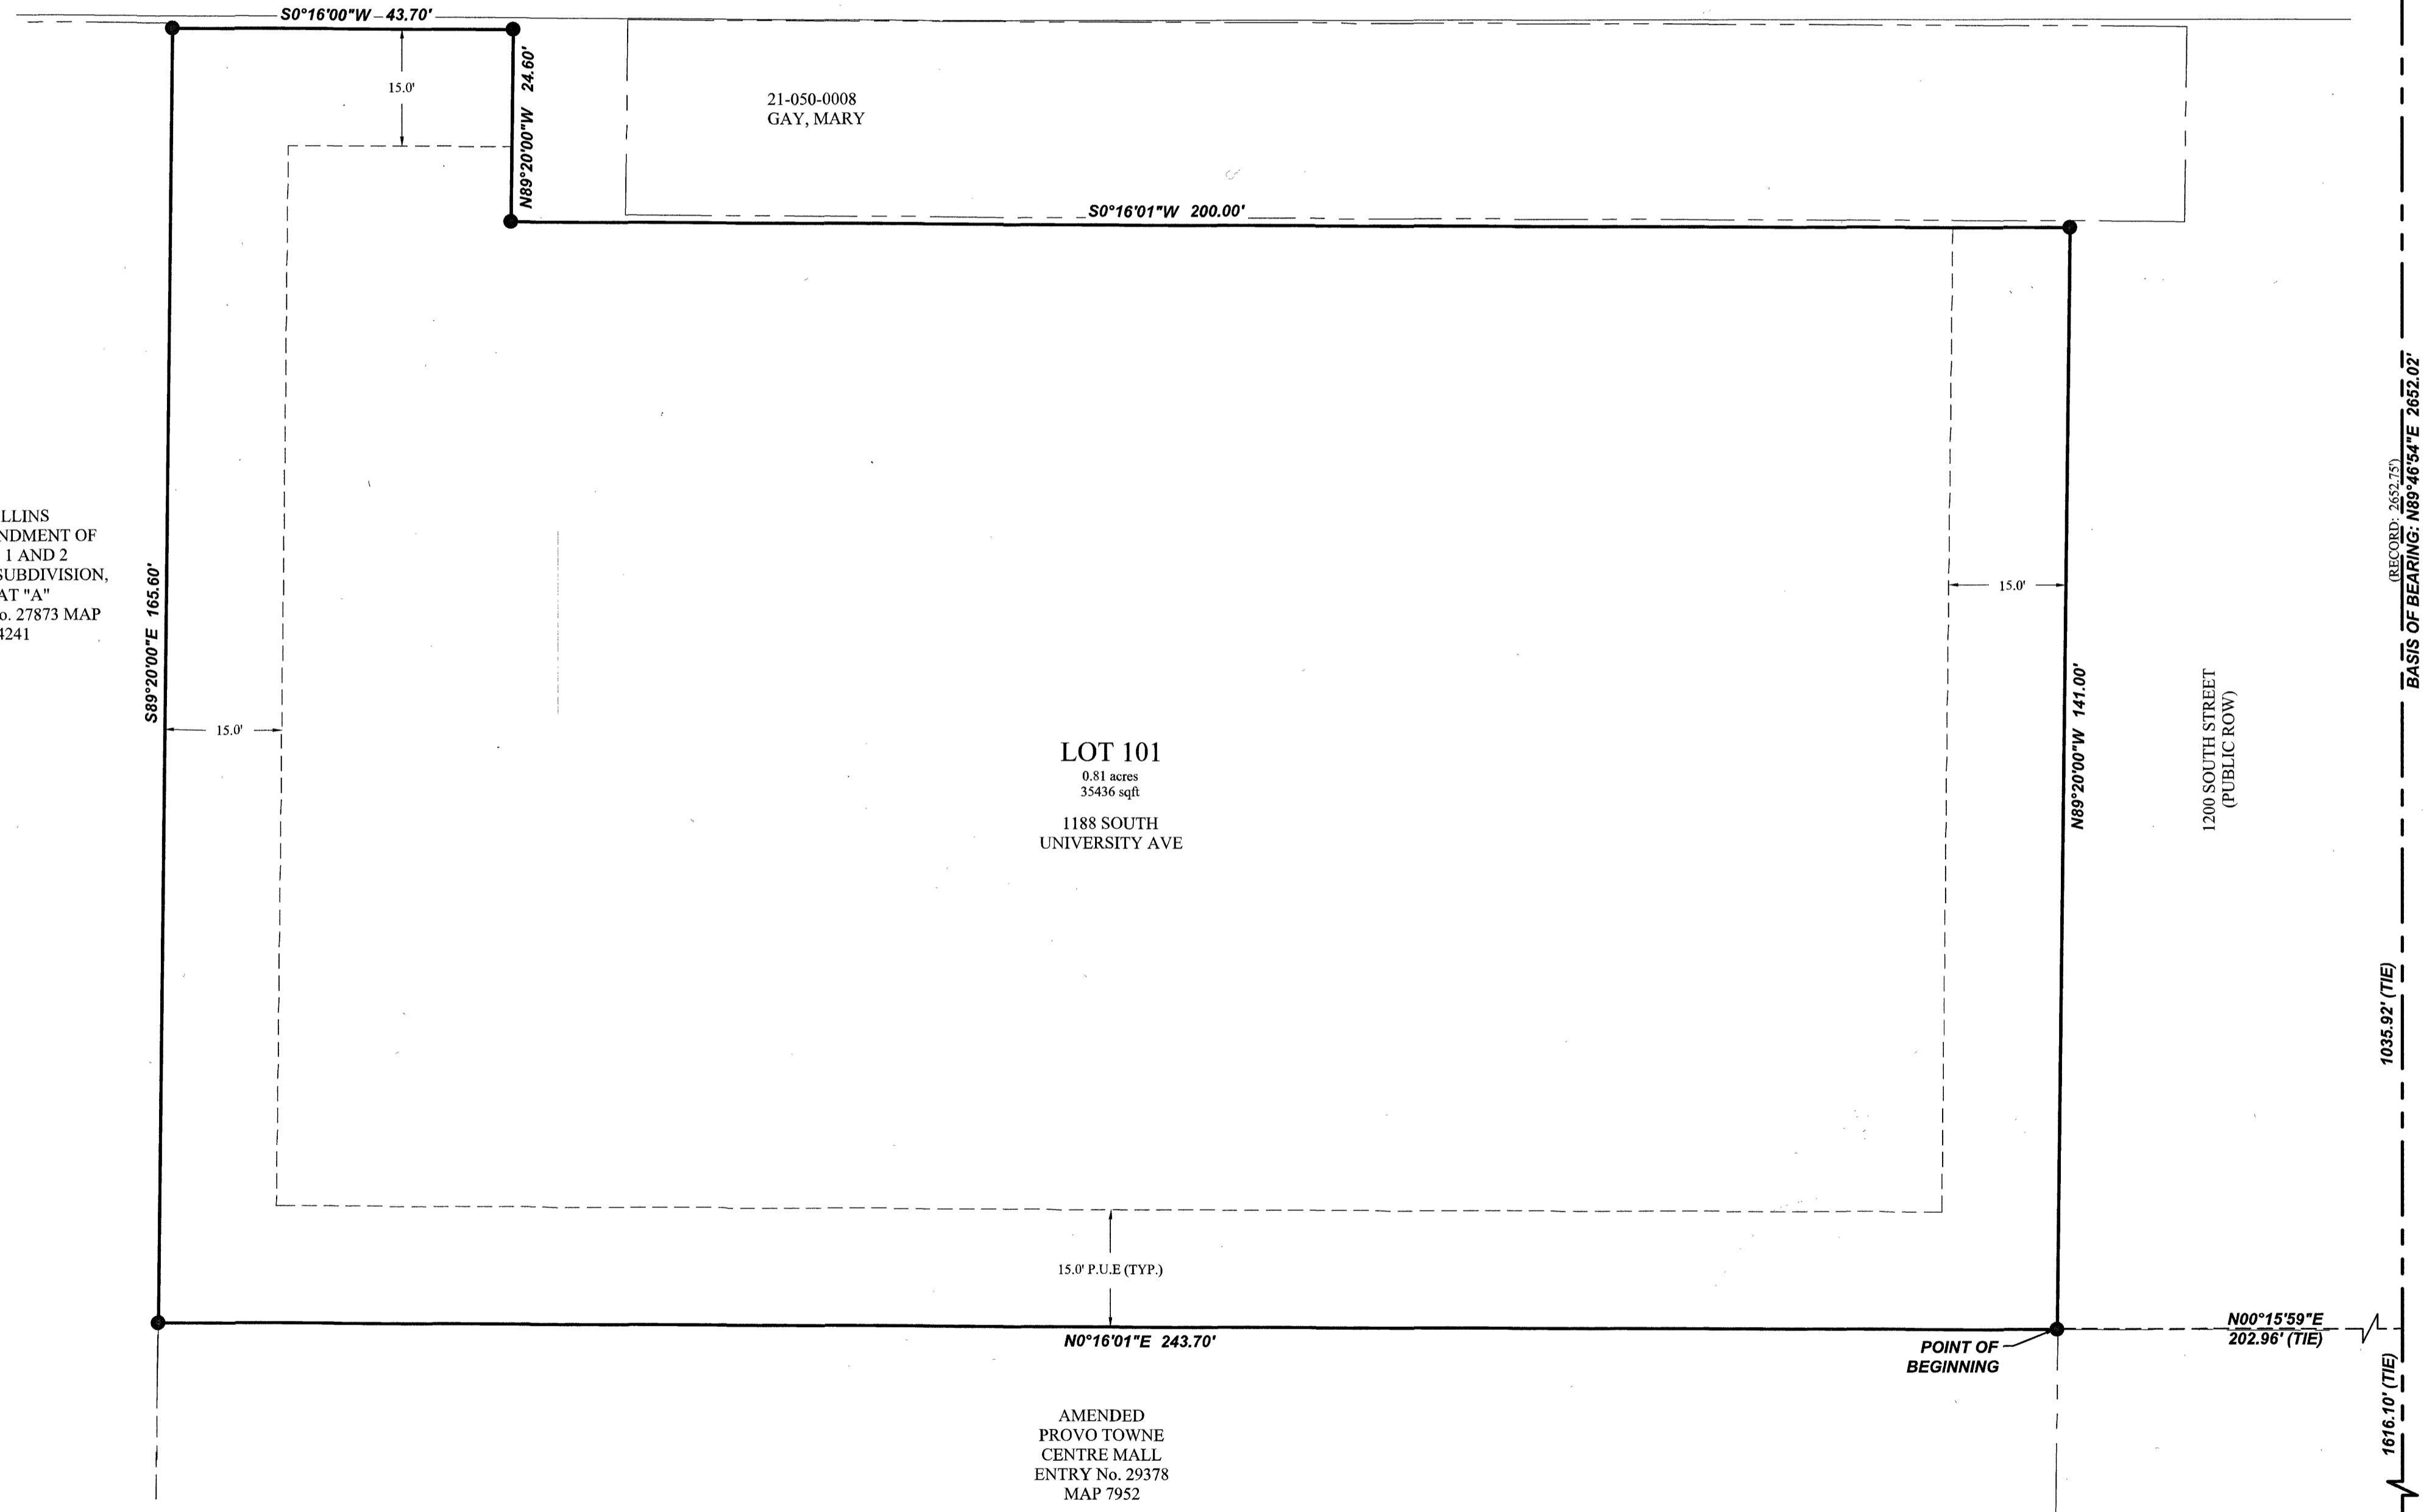 S0°16'00"W 43.70'
15.0'
N89°20'00"W 24.60'
21-050-0008
GAY, MARY
S0°16'01"W 200.00'
LLINS
NDMENT OF
1 AND 2
SUBDIVISION,
AT "A"
o. 27873 MAP
4241
S89°20'00"E 165.60'
15.0'
LOT 101
0.81 acres
35436 sqft
1188 SOUTH
UNIVERSITY AVE
15.0'
N89°20'00"W 141.00'
1200 SOUTH STREET
(PUBLIC ROW)
(RECORD: 2652.75')
BASIS OF BEARING: N89°46'54"E 2652.02'
1035.92' (TIE)
15.0' P.U.E (TYP.)
N0°16'01"E 243.70'
POINT OF
BEGINNING
N00°15'59"E
202.96' (TIE)
1616.10' (TIE)
AMENDED
PROVO TOWNE
CENTRE MALL
ENTRY No. 29378
MAP 7952